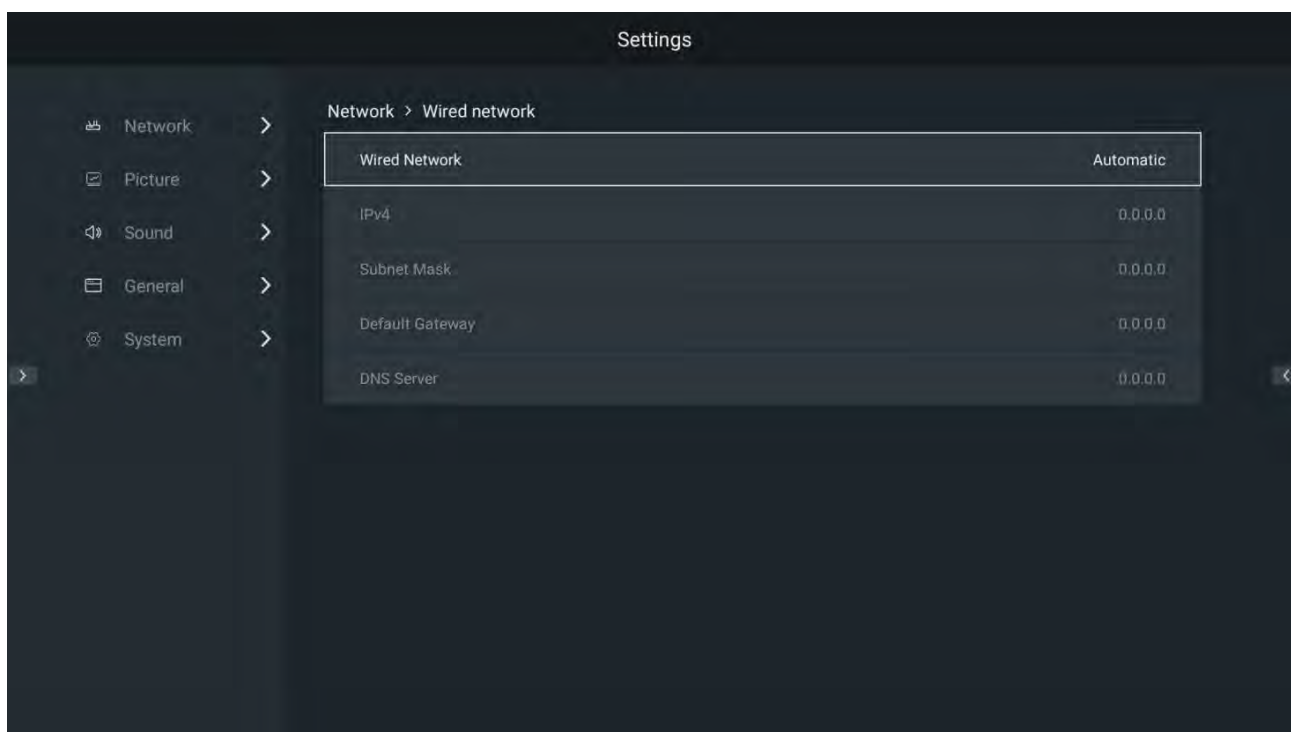 Settings
Network
Picture
Sound
General
System
Network > Wired network
Wired Network Automatic
IPv4 0.0.0.0
Subnet Mask 0.0.0.0
Default Gateway 0.0.0.0
DNS Server 0.0.0.0